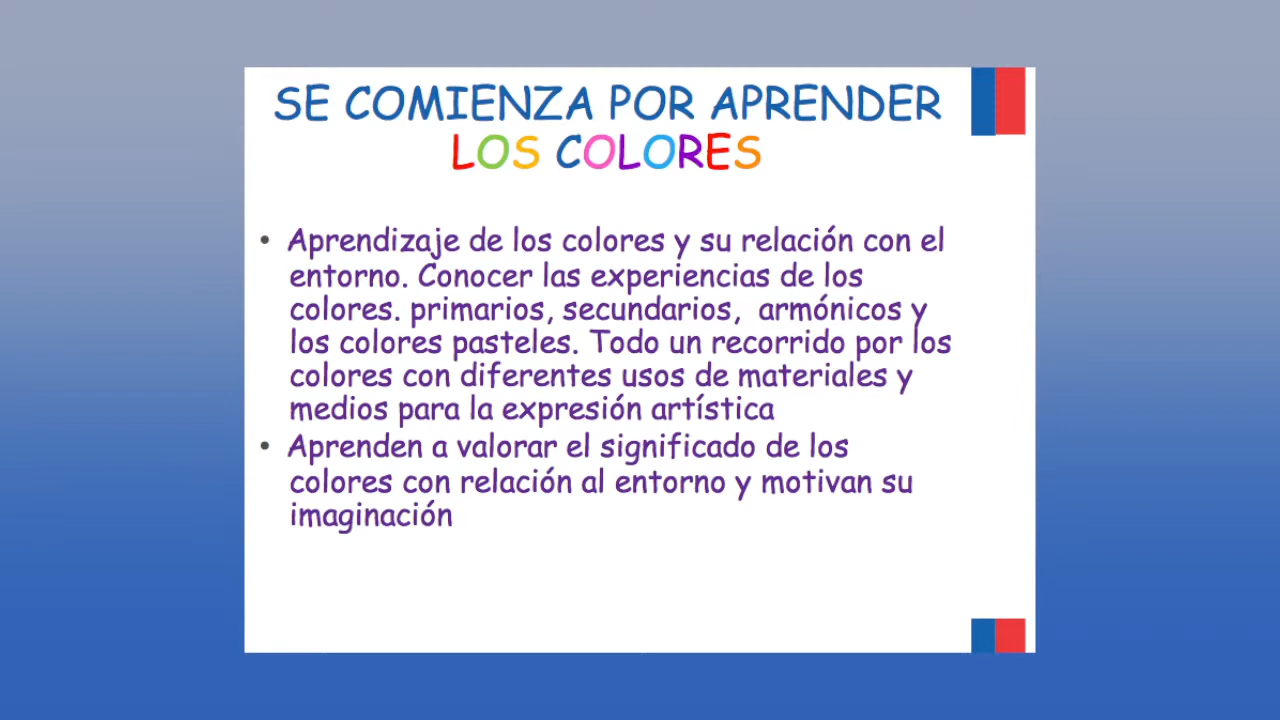 SE COMIENZA POR APRENDER
LOS COLORES
• Aprendizaje de los colores y su relación con el
entorno. Conocer las experiencias de los
colores. primarios, secundarios,  armónicos y
los colores pasteles. Todo un recorrido por los
colores con diferentes usos de materiales y
medios para la expresión artística
• Aprenden a valorar el significado de los
colores con relación al entorno y motivan su
imaginación